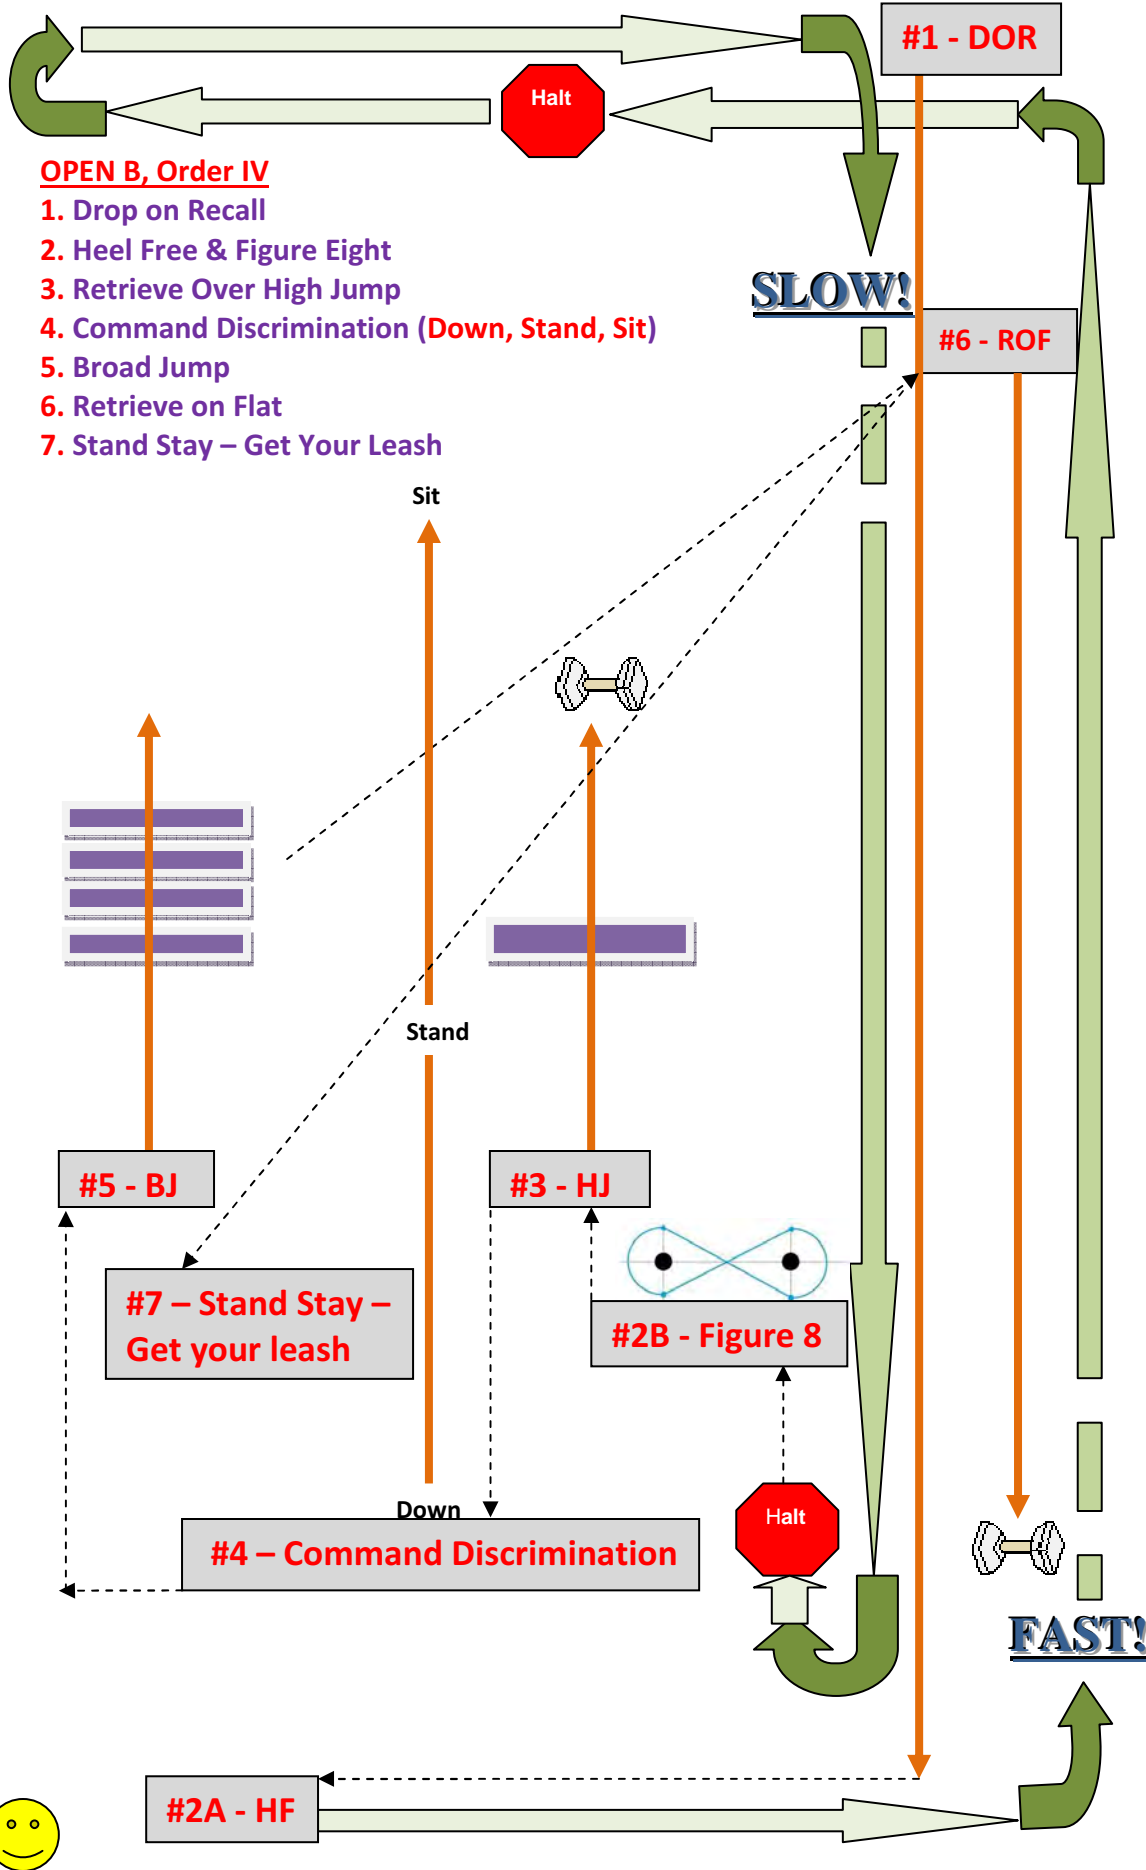 #1 - DOR
Halt
OPEN B, Order IV
1. Drop on Recall
2. Heel Free & Figure Eight
3. Retrieve Over High Jump
4. Command Discrimination (Down, Stand, Sit)
5. Broad Jump
6. Retrieve on Flat
7. Stand Stay – Get Your Leash
SLOW!
#6 - ROF
Sit
Stand
#5 - BJ
#3 - HJ
#7 – Stand Stay –
Get your leash
#2B - Figure 8
Down
Halt
#4 – Command Discrimination
FAST!
#2A - HF